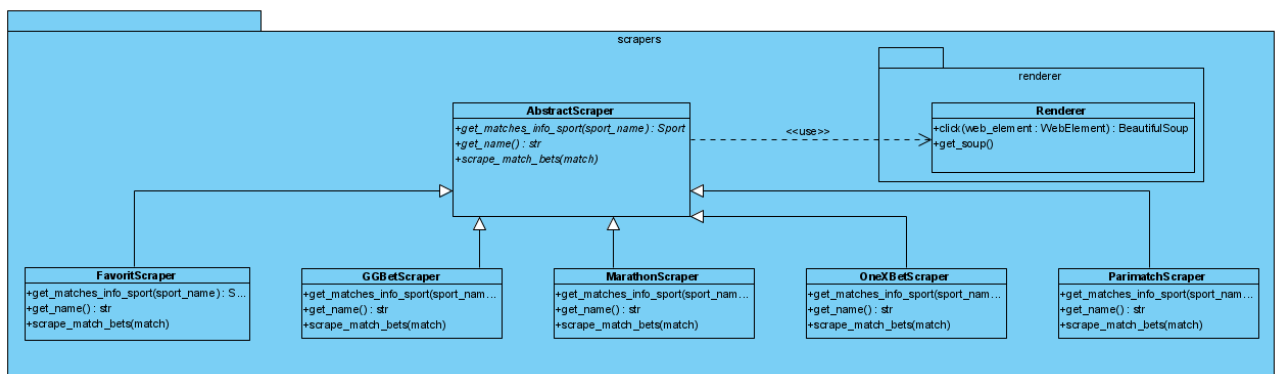 scrapers
renderer
AbstractScraper
+get_matches_info_sport(sport_name) : Sport
+get_name() : str
+scrape_match_bets(match)
<<use>>
Renderer
+click(web_element : WebElement) : BeautifulSoup
+get_soup()
FavoritScraper
+get_matches_info_sport(sport_name) : S...
+get_name() : str
+scrape_match_bets(match)
GGBetScraper
+get_matches_info_sport(sport_nam...
+get_name() : str
+scrape_match_bets(match)
MarathonScraper
+get_matches_info_sport(sport_nam...
+get_name() : str
+scrape_match_bets(match)
OneXBetScraper
+get_matches_info_sport(sport_nam...
+get_name() : str
+scrape_match_bets(match)
ParimatchScraper
+get_matches_info_sport(sport_nam...
+get_name() : str
+scrape_match_bets(match)